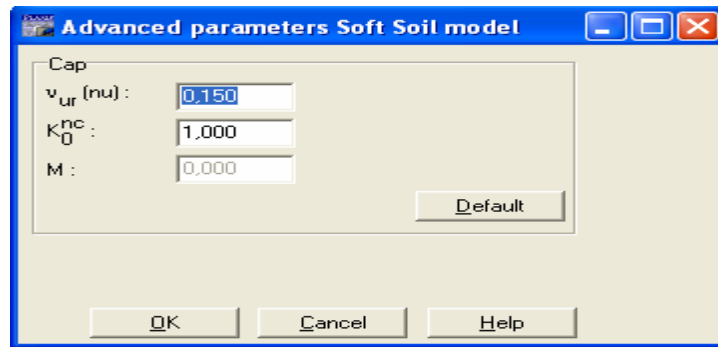 Advanced parameters Soft Soil model
Cap
νur (nu) : 0,150
K0nc : 1,000
M : 0,000
Default
OK Cancel Help